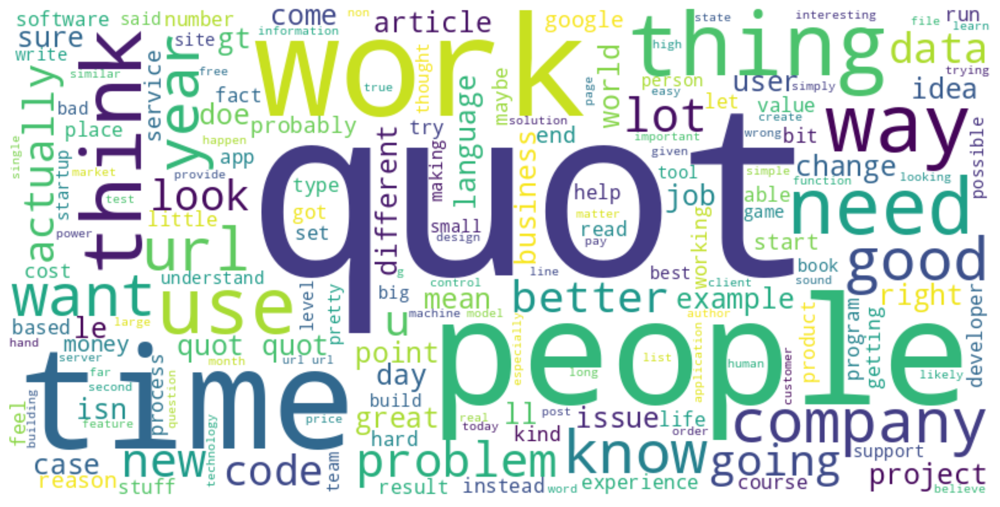 software said number come non article google state interesting file run learn
sure site gt information work thing high data
write think year service free true thought language maybe page world person user simply trying
actually similar fact easy let idea
bad doe probably try solution lot value create way
place happen app different making business end important wrong bit possible
single startup market provide look type quot help given tool simple change function looking
test got set small design matter read pay job able game need
power little url working start good
cost understand g line best book sound
want use level pretty big control mean better client example right developer
based le large u machine model author product program getting
hand money quot quot url url point people especially application list human customer likely
server month day long
time far second process question build
feel building isn feature price great real today ll post issue life company
technology hard kind order
case new code team problem know going support
reason stuff result instead word experience course project believe